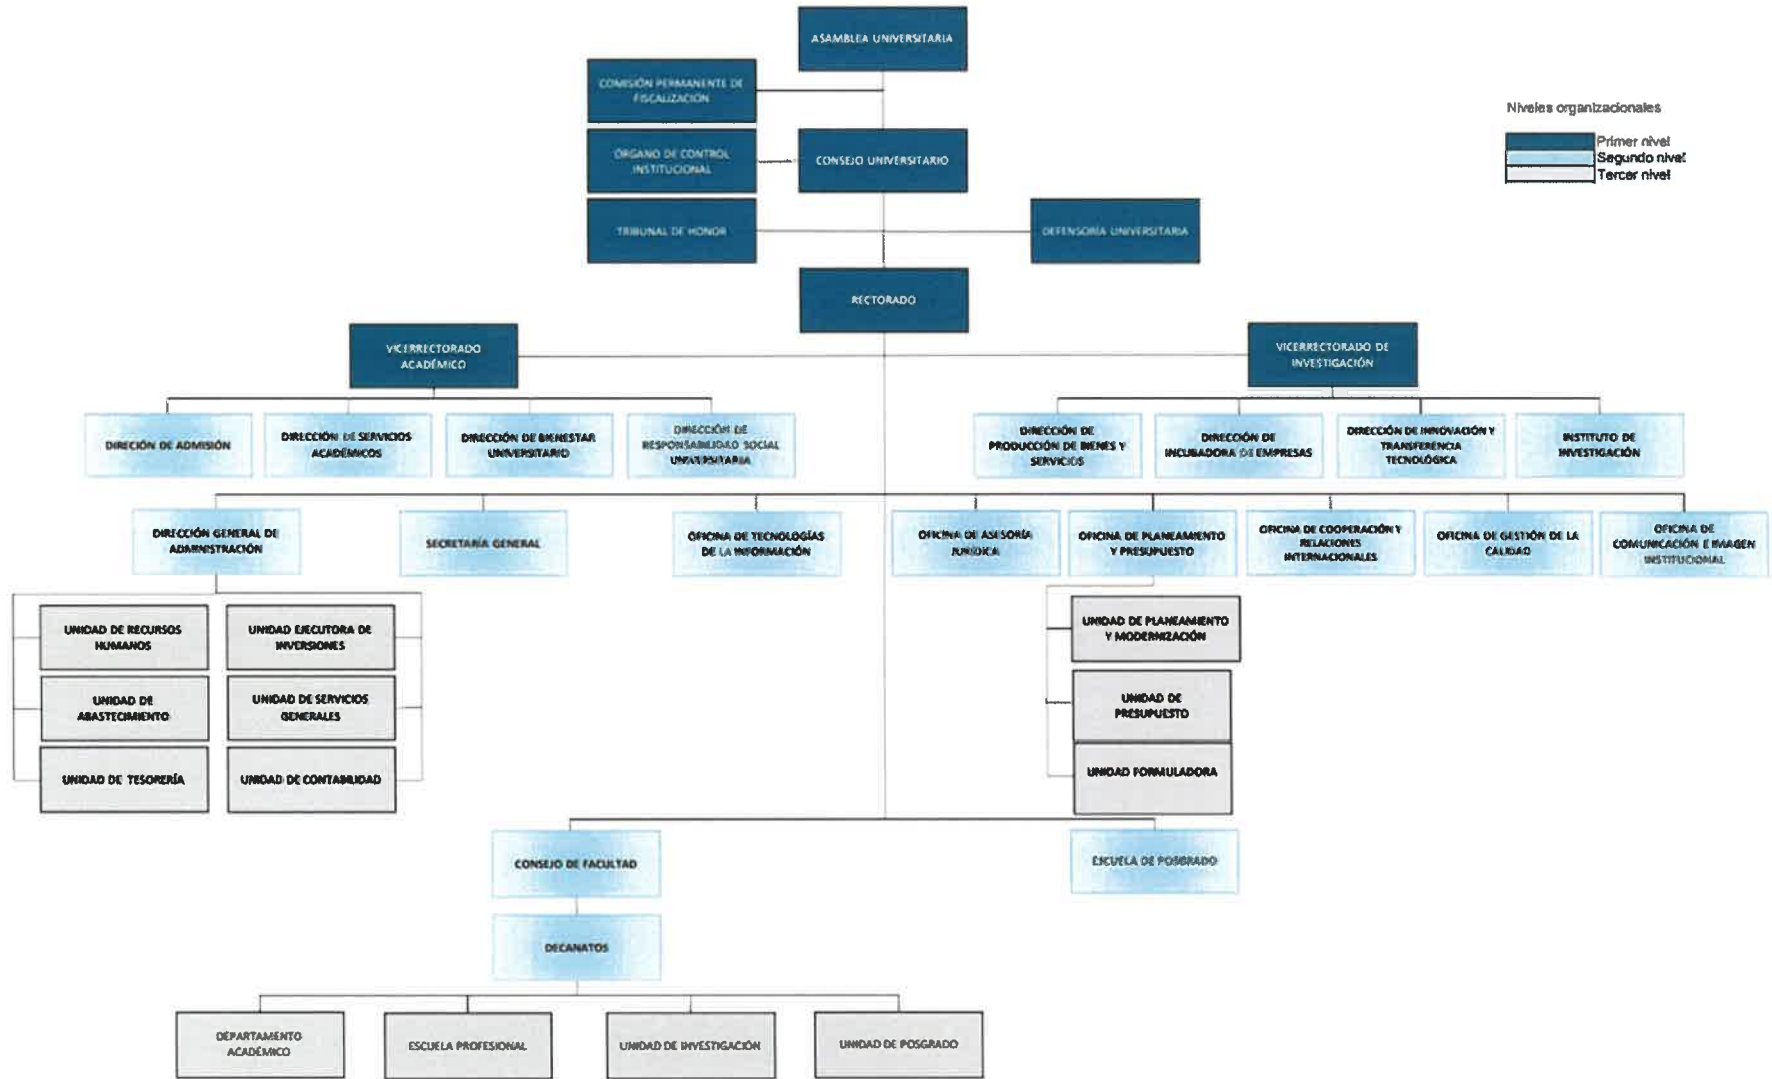 ASAMBLEA UNIVERSITARIA
COMISIÓN PERMANENTE DE
FISCALIZACIÓN
Niveles organizacionales
Primer nivel
Segundo nivel
Tercer nivel
ÓRGANO DE CONTROL
INSTITUCIONAL
CONSEJO UNIVERSITARIO
TRIBUNAL DE HONOR
DEFENSORÍA UNIVERSITARIA
RECTORADO
VICERRECTORADO
ACADÉMICO
VICERRECTORADO DE
INVESTIGACIÓN
DIRECIÓN DE ADMISIÓN
DIRECCIÓN DE SERVICIOS
ACADÉMICOS
DIRECCIÓN DE BIENESTAR
UNIVERSITARIO
DIRECCIÓN DE
RESPONSABILIDAD SOCIAL
UNIVERSITARIA
DIRECCIÓN DE
PRODUCCIÓN DE BIENES Y
SERVICIOS
DIRECCIÓN DE
INCUBADORA DE EMPRESAS
DIRECCIÓN DE INNOVACIÓN Y
TRANSFERENCIA
TECNOLÓGICA
INSTITUTO DE
INVESTIGACIÓN
DIRECCIÓN GENERAL DE
ADMINISTRACIÓN
SECRETARÍA GENERAL
OFICINA DE TECNOLOGÍAS
DE LA INFORMACIÓN
OFICINA DE ASESORÍA
JURÍDICA
OFICINA DE PLANEAMIENTO
Y PRESUPUESTO
OFICINA DE COOPERACIÓN Y
RELACIONES
INTERNACIONALES
OFICINA DE GESTIÓN DE LA
CALIDAD
OFICINA DE
COMUNICACIÓN E IMAGEN
INSTITUCIONAL
UNIDAD DE RECURSOS
HUMANOS
UNIDAD EJECUTORA DE
INVERSIONES
UNIDAD DE PLANEAMIENTO
Y MODERNIZACIÓN
UNIDAD DE
ABASTECIMIENTO
UNIDAD DE SERVICIOS
GENERALES
UNIDAD DE
PRESUPUESTO
UNIDAD DE TESORERÍA
UNIDAD DE CONTABILIDAD
UNIDAD FORMULADORA
CONSEJO DE FACULTAD
ESCUELA DE POSGRADO
DECANATOS
DEPARTAMENTO
ACADÉMICO
ESCUELA PROFESIONAL
UNIDAD DE INVESTIGACIÓN
UNIDAD DE POSGRADO